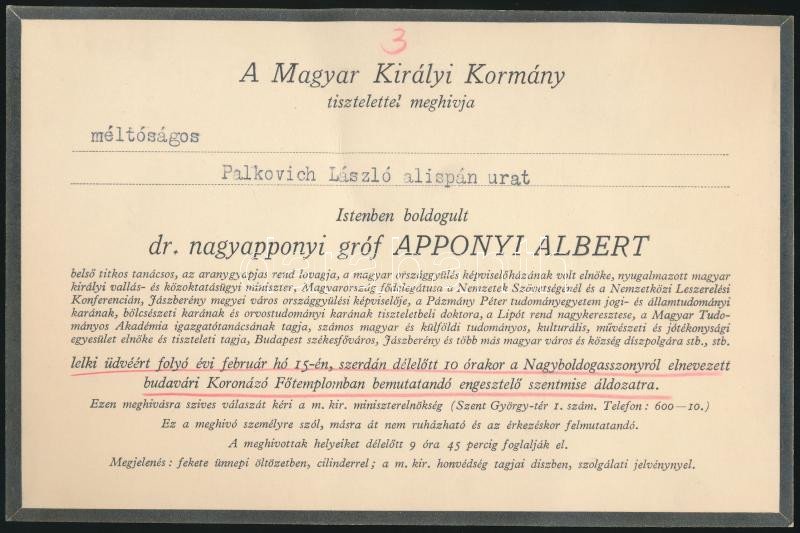 3
A Magyar Királyi Kormány
tisztelettel meghivja
méltóságos
Palkovich László alispán urat
Istenben boldogult
dr. nagyapponyi gróf APPONYI ALBERT
belső titkos tanácsos, az aranygyapjas rend lovagja, a magyar országgyülés képviselőházának volt elnöke, nyugalmazott magyar
királyi vallás- és közoktatásügyi miniszter, Magyarország fődelegátusa a Nemzetek Szövetségénél és a Nemzetközi Leszerelési
Konferencián, Jászberény megyei város országgyülési képviselője, a Pázmány Péter tudományegyetem jogi- és államtudományi
karának, bölcsészeti karának és orvostudományi karának tiszteletbeli doktora, a Lipót rend nagykeresztese, a Magyar Tudo-
mányos Akadémia igazgatótanácsának tagja, számos magyar és külföldi tudományos, kulturális, művészeti és jótékonysági
egyesület elnöke és tiszteleti tagja, Budapest székesfőváros, Jászberény és több más magyar város és község díszpolgára stb., stb.
lelki üdvéért folyó évi február hó 15-én, szerdán délelőtt 10 órakor a Nagyboldogasszonyról elnevezett
budavári Koronázó Főtemplomban bemutatandó engesztelő szentmise áldozatra.
Ezen meghivásra szives válaszát kéri a m. kir. miniszterelnökség (Szent György-tér 1. szám. Telefon: 600—10.)
Ez a meghívó személyre szól, másra át nem ruházható és az érkezéskor felmutatandó.
A meghivottak helyeiket délelőtt 9 óra 45 percig foglalják el.
Megjelenés: fekete ünnepi öltözetben, cilinderrel; a m. kir. honvédség tagjai diszben, szolgálati jelvénynyel.